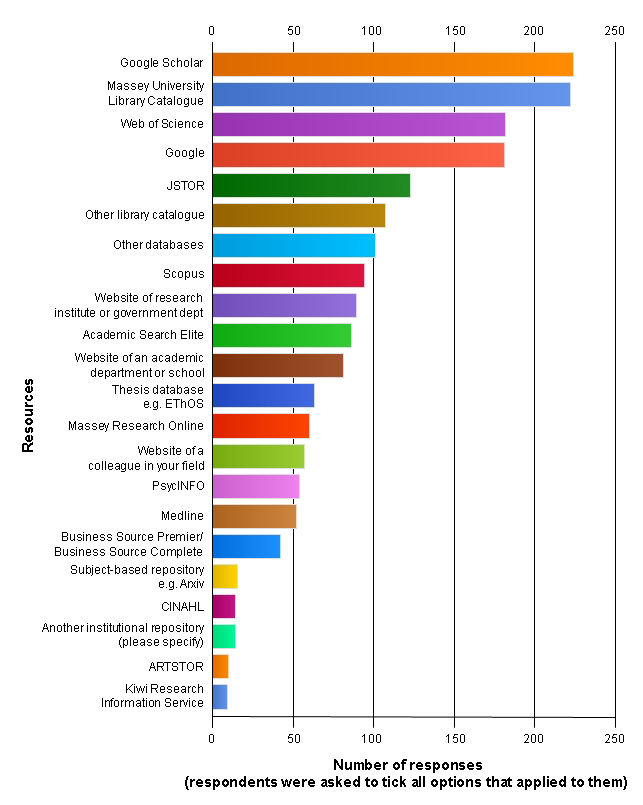 0 50 100 150 200 250
Google Scholar
Massey University
Library Catalogue
Web of Science
Google
JSTOR
Other library catalogue
Other databases
Scopus
Website of research
institute or government dept
Academic Search Elite
Website of an academic
department or school
Thesis database
e.g. EThOS
Massey Research Online
Website of a
colleague in your field
PsycINFO
Medline
Business Source Premier/
Business Source Complete
Subject-based repository
e.g. Arxiv
CINAHL
Another institutional repository
(please specify)
ARTSTOR
Kiwi Research
Information Service
Resources
0 50 100 150 200 250
Number of responses
(respondents were asked to tick all options that applied to them)